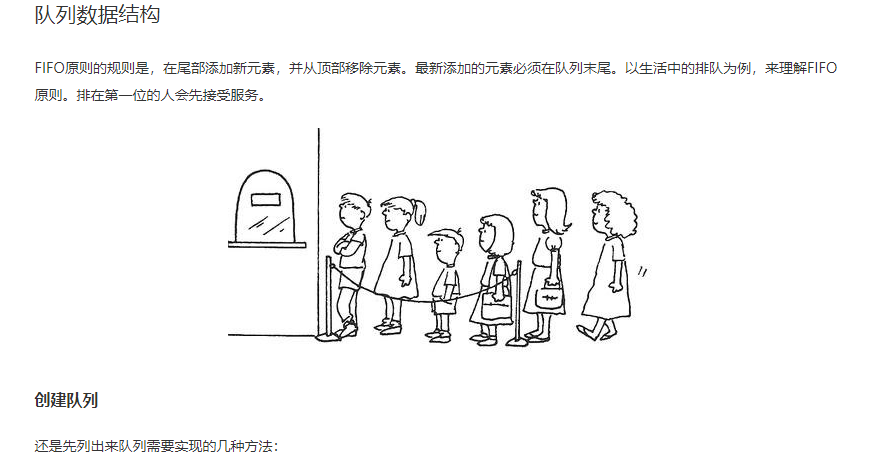 队列数据结构
FIFO原则的规则是，在尾部添加新元素，并从顶部移除元素。最新添加的元素必须在队列末尾。以生活中的排队为例，来理解FIFO
原则。排在第一位的人会先接受服务。
创建队列
还是先列出来队列需要实现的几种方法：